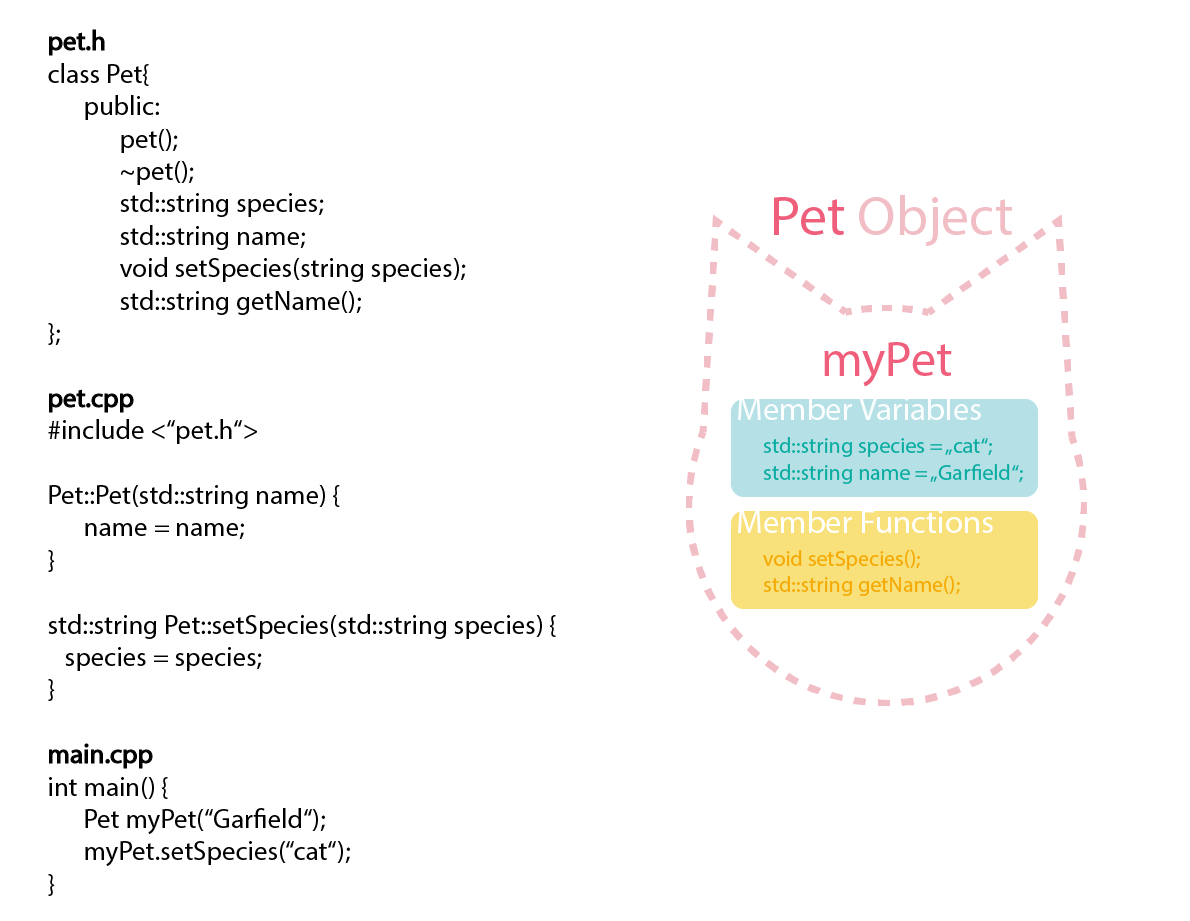 pet.h
class Pet{
public:
pet();
~pet();
std::string species;
std::string name;
void setSpecies(string species);
std::string getName();
};
pet.cpp
#include <“pet.h“>
Pet::Pet(std::string name) {
name = name;
}
std::string Pet::setSpecies(std::string species) {
species = species;
}
main.cpp
int main() {
Pet myPet(“Garfield“);
myPet.setSpecies(“cat“);
}
Pet Object
myPet
Member Variables
std::string species =„cat“;
std::string name =„Garfield“;
Member Functions
void setSpecies();
std::string getName();